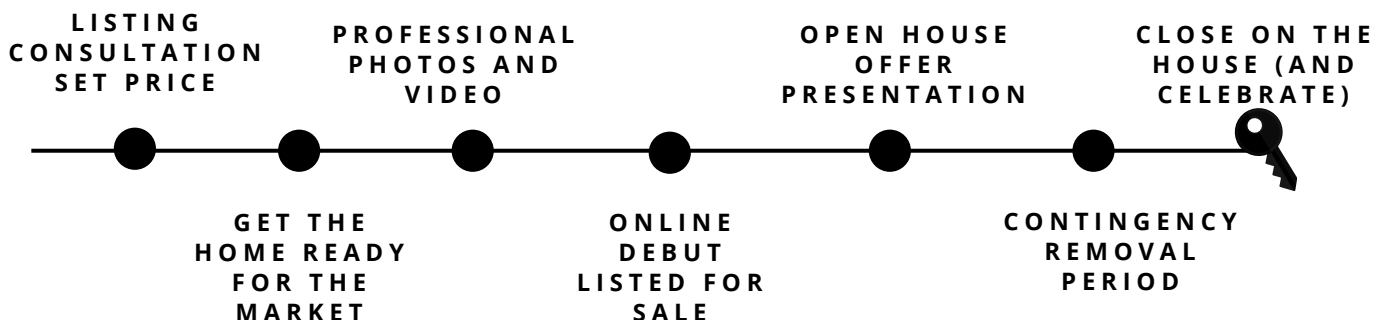 LISTING
CONSULTATION
SET PRICE
GET THE
HOME READY
FOR THE
MARKET
PROFESSIONAL
PHOTOS AND
VIDEO
ONLINE
DEBUT
LISTED FOR
SALE
OPEN HOUSE
OFFER
PRESENTATION
CONTINGENCY
REMOVAL
PERIOD
CLOSE ON THE
HOUSE (AND
CELEBRATE)